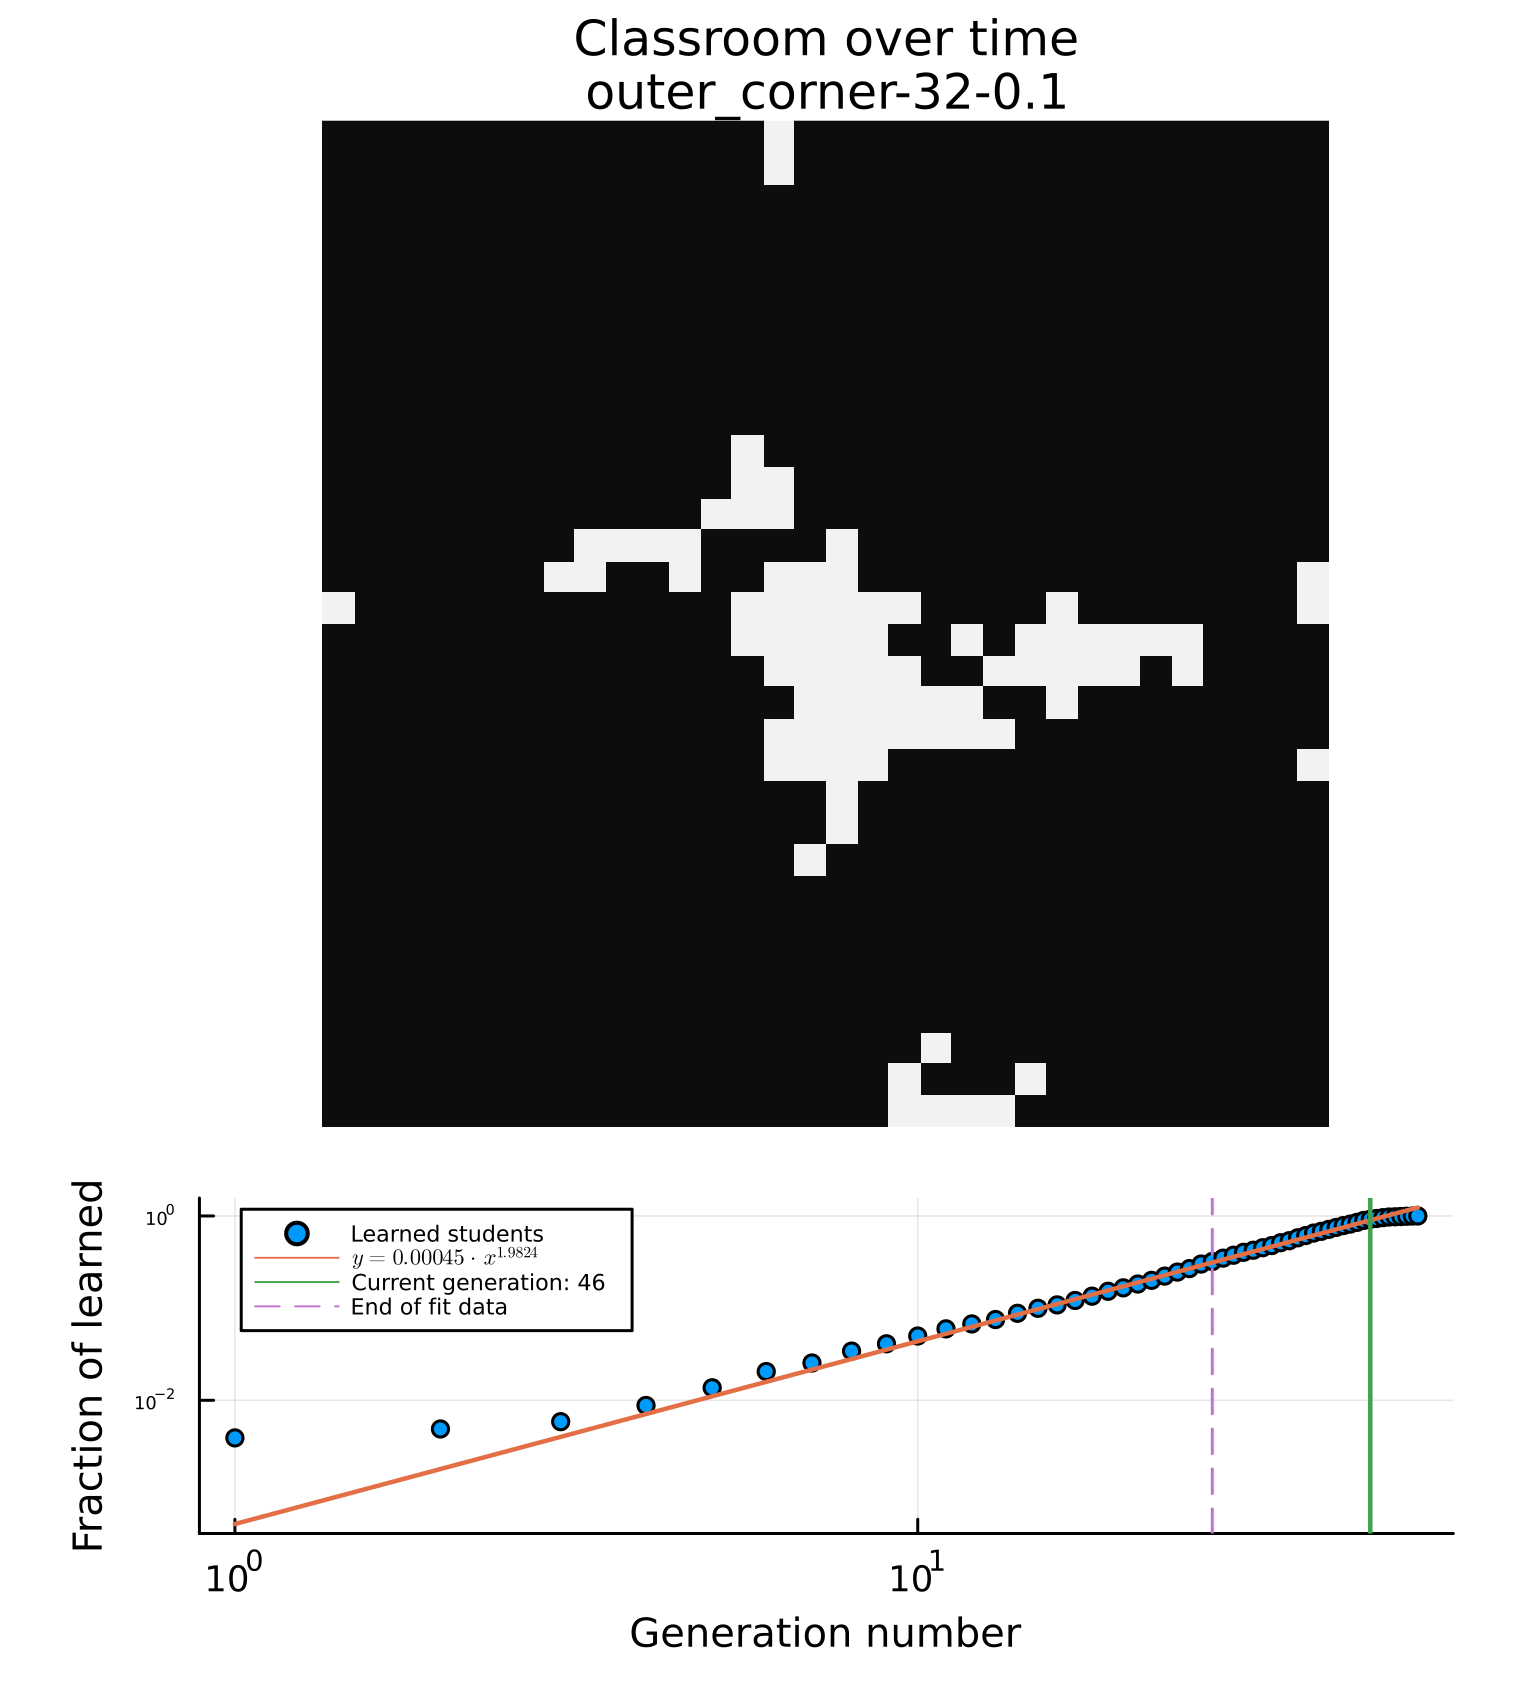 Classroom over time
outer_corner-32-0.1
Fraction of learned
10^0
10^−2
Learned students
y = 0.00045 · x^1.9824
Current generation: 46
End of fit data
10^0
10^1
Generation number